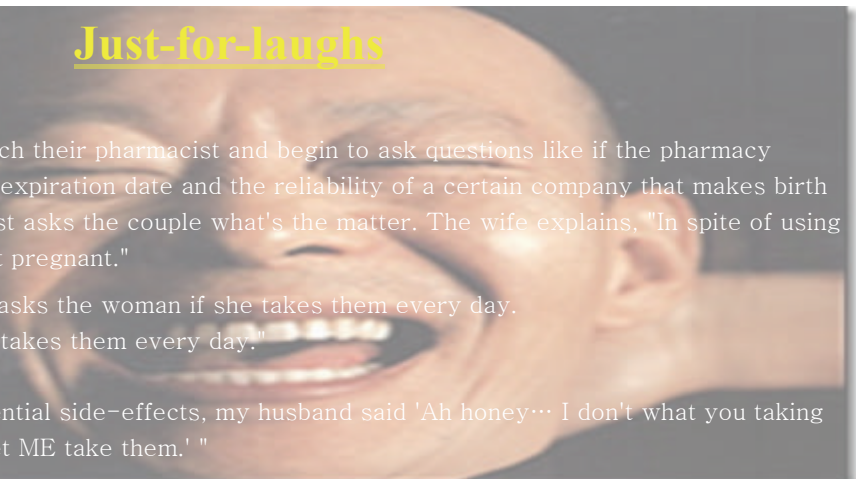 Just-for-laughs
ch their pharmacist and begin to ask questions like if the pharmacy
expiration date and the reliability of a certain company that makes birth
st asks the couple what's the matter. The wife explains, "In spite of using
t pregnant."
asks the woman if she takes them every day.
takes them every day."
ential side-effects, my husband said 'Ah honey… I don't what you taking
et ME take them.' "